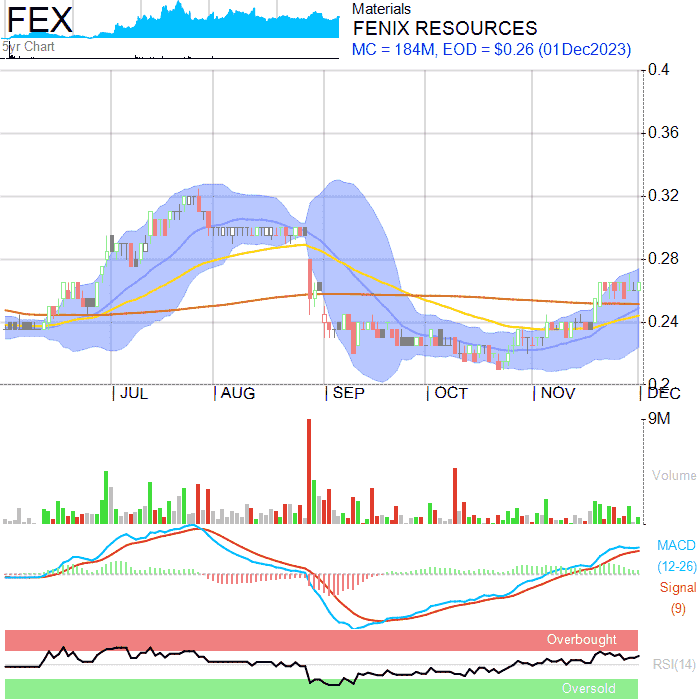 FEX
5yr Chart
Materials
FENIX RESOURCES
MC = 184M, EOD = $0.26 (01Dec2023)
0.4
0.36
0.32
0.28
0.24
0.2
JUL
AUG
SEP
OCT
NOV
DEC
9M
Volume
MACD
(12-26)
Signal
(9)
Overbought
RSI(14)
Oversold